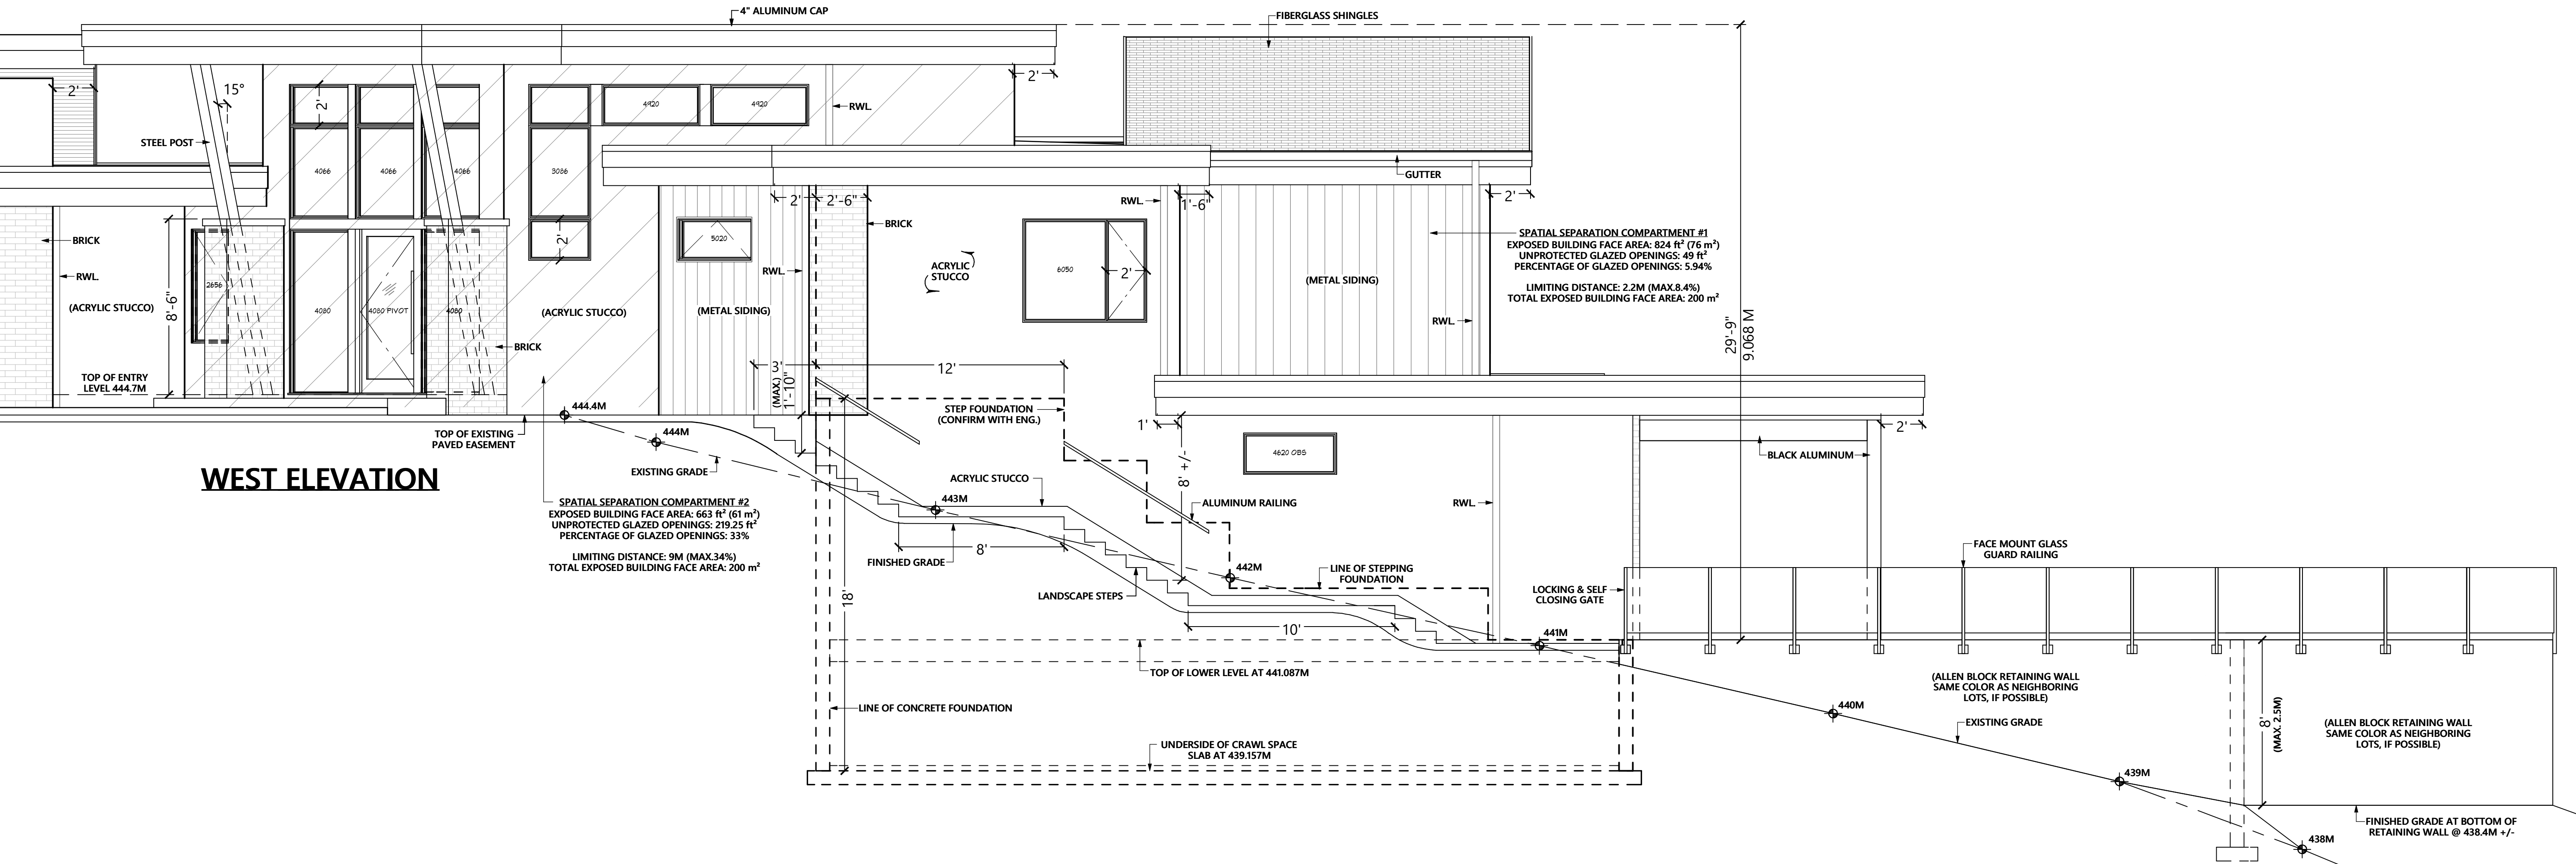 4" ALUMINUM CAP
FIBERGLASS SHINGLES
2'
15°
2'
4920
4920
RWL.
2'
STEEL POST
4066
4066
4066
3086
GUTTER
2'
2'-6"
RWL.
1'-6"
2'
BRICK
BRICK
2'
5020
RWL.
ACRYLIC
STUCCO
6050
2'
SPATIAL SEPARATION COMPARTMENT #1
EXPOSED BUILDING FACE AREA: 824 ft² (76 m²)
UNPROTECTED GLAZED OPENINGS: 49 ft²
PERCENTAGE OF GLAZED OPENINGS: 5.94%
LIMITING DISTANCE: 2.2M (MAX.8.4%)
TOTAL EXPOSED BUILDING FACE AREA: 200 m²
RWL.
2656
(METAL SIDING)
(ACRYLIC STUCCO)
8'-6"
4080
4080 PIVOT
4080
(ACRYLIC STUCCO)
(METAL SIDING)
RWL.
29'-9"
9.068 M
BRICK
TOP OF ENTRY
LEVEL 444.7M
3'
12'
(MAX.)
1'-10"
444.4M
STEP FOUNDATION
(CONFIRM WITH ENG.)
1'
2'
TOP OF EXISTING
PAVED EASEMENT
444M
8' +/-
4620 OBS
BLACK ALUMINUM
WEST ELEVATION
EXISTING GRADE
ACRYLIC STUCCO
443M
ALUMINUM RAILING
RWL.
SPATIAL SEPARATION COMPARTMENT #2
EXPOSED BUILDING FACE AREA: 663 ft² (61 m²)
UNPROTECTED GLAZED OPENINGS: 219.25 ft²
PERCENTAGE OF GLAZED OPENINGS: 33%
LIMITING DISTANCE: 9M (MAX.34%)
TOTAL EXPOSED BUILDING FACE AREA: 200 m²
8'
FINISHED GRADE
FACE MOUNT GLASS
GUARD RAILING
442M
LINE OF STEPPING
FOUNDATION
18'
LANDSCAPE STEPS
LOCKING & SELF
CLOSING GATE
10'
441M
TOP OF LOWER LEVEL AT 441.087M
(ALLEN BLOCK RETAINING WALL
SAME COLOR AS NEIGHBORING
LOTS, IF POSSIBLE)
LINE OF CONCRETE FOUNDATION
440M
EXISTING GRADE
8'
(MAX. 2.5M)
(ALLEN BLOCK RETAINING WALL
SAME COLOR AS NEIGHBORING
LOTS, IF POSSIBLE)
UNDERSIDE OF CRAWL SPACE
SLAB AT 439.157M
439M
FINISHED GRADE AT BOTTOM OF
RETAINING WALL @ 438.4M +/-
438M